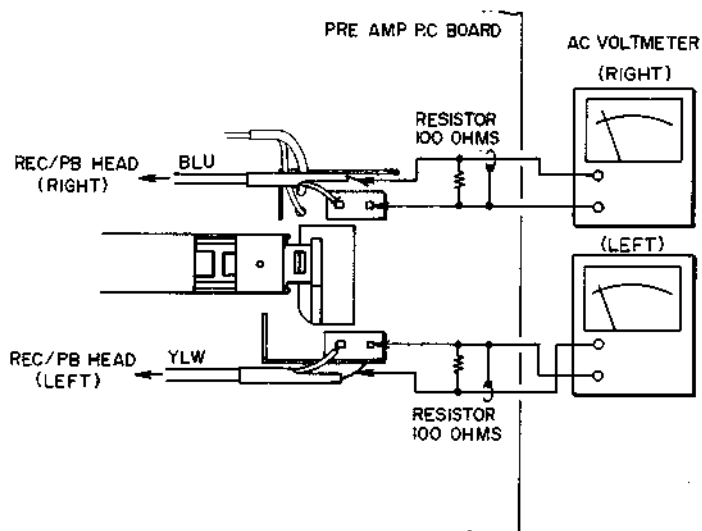 PRE AMP P.C BOARD
AC VOLTMETER
(RIGHT)
RESISTOR
100 OHMS
REC/PB HEAD
(RIGHT)
BLU
(LEFT)
REC/PB HEAD
(LEFT)
YLW
RESISTOR
100 OHMS